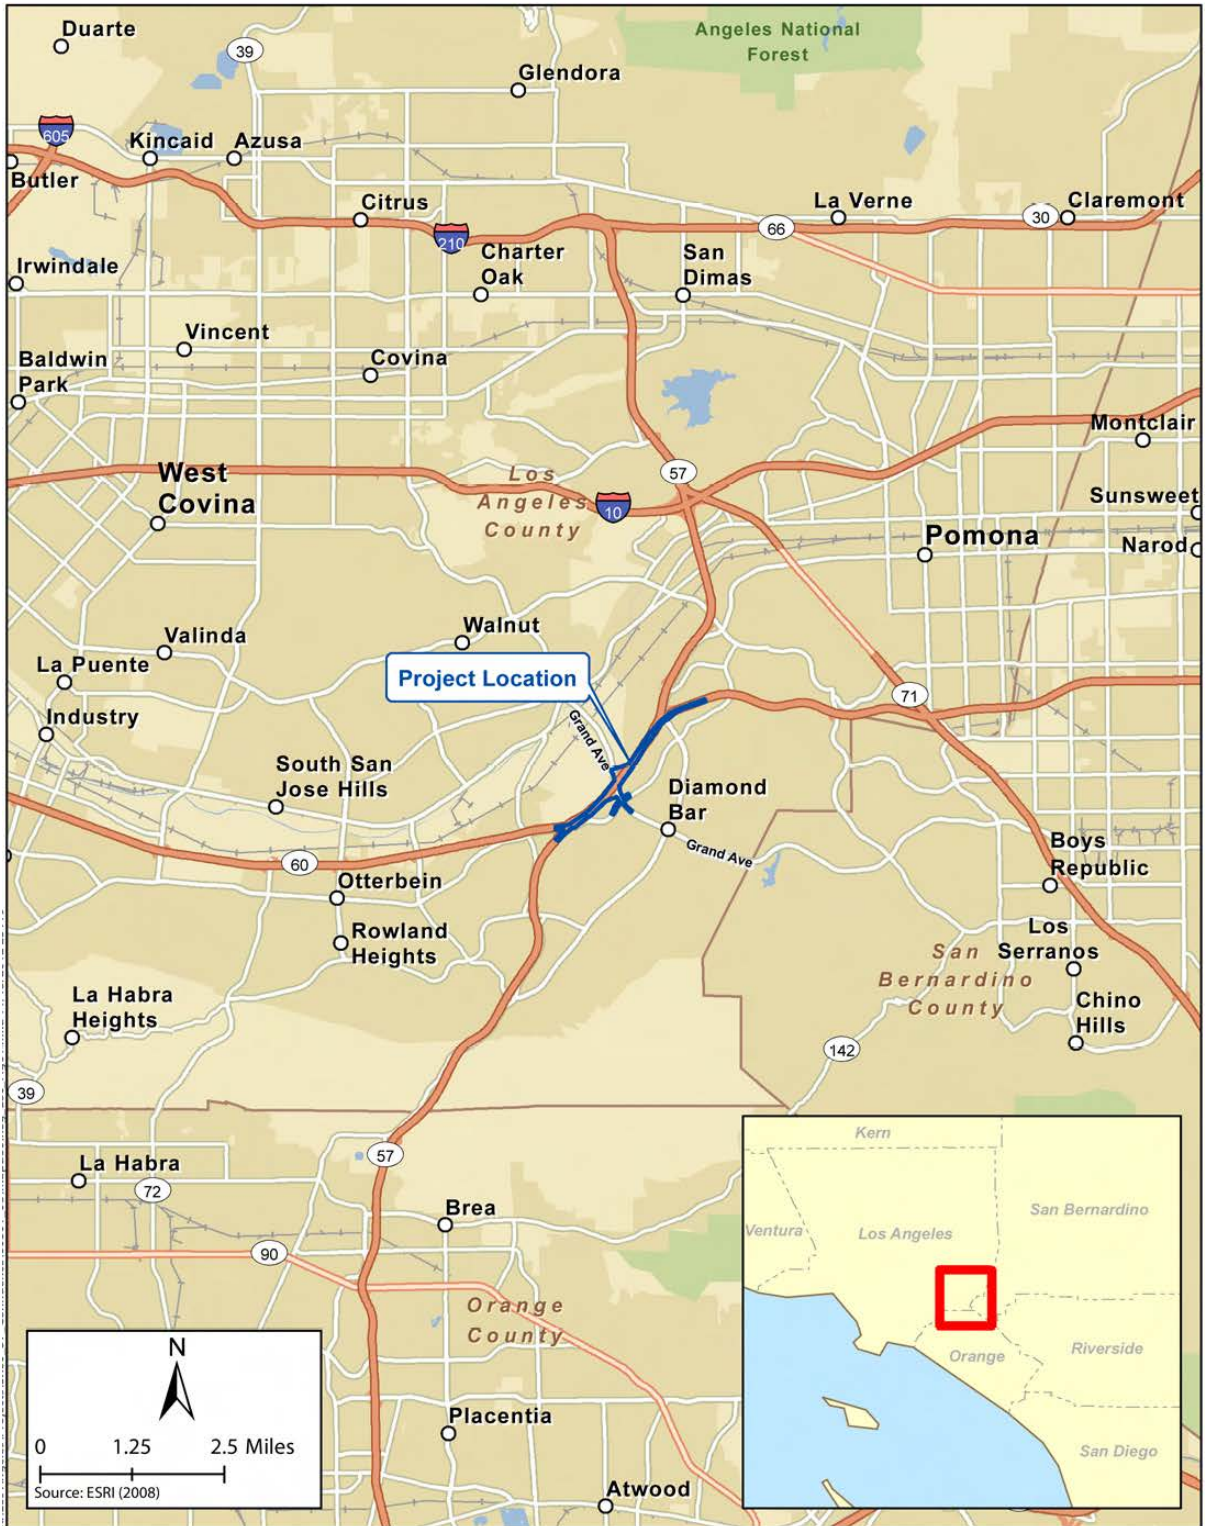 Duarte
39
Angeles National
Forest
Glendora
605
Kincaid
Azusa
Butler
Citrus
La Verne
30
Claremont
66
210
Charter
Oak
San
Dimas
Irwindale
Vincent
Covina
Baldwin
Park
Montclair
West
Covina
Los
Angeles
County
57
10
Sunsweet
Pomona
Narod
Valinda
Walnut
La Puente
Project Location
71
Industry
Grand Ave
South San
Jose Hills
Diamond
Bar
Grand Ave
60
Boys
Republic
Otterbein
Rowland
Heights
Los
Serranos
San
Bernardino
County
La Habra
Heights
Chino
Hills
142
39
57
La Habra
72
Brea
90
Orange
County
Placentia
Atwood
N
0 1.25 2.5 Miles
Source: ESRI (2008)
Kern
San Bernardino
Ventura
Los Angeles
Orange
Riverside
San Diego